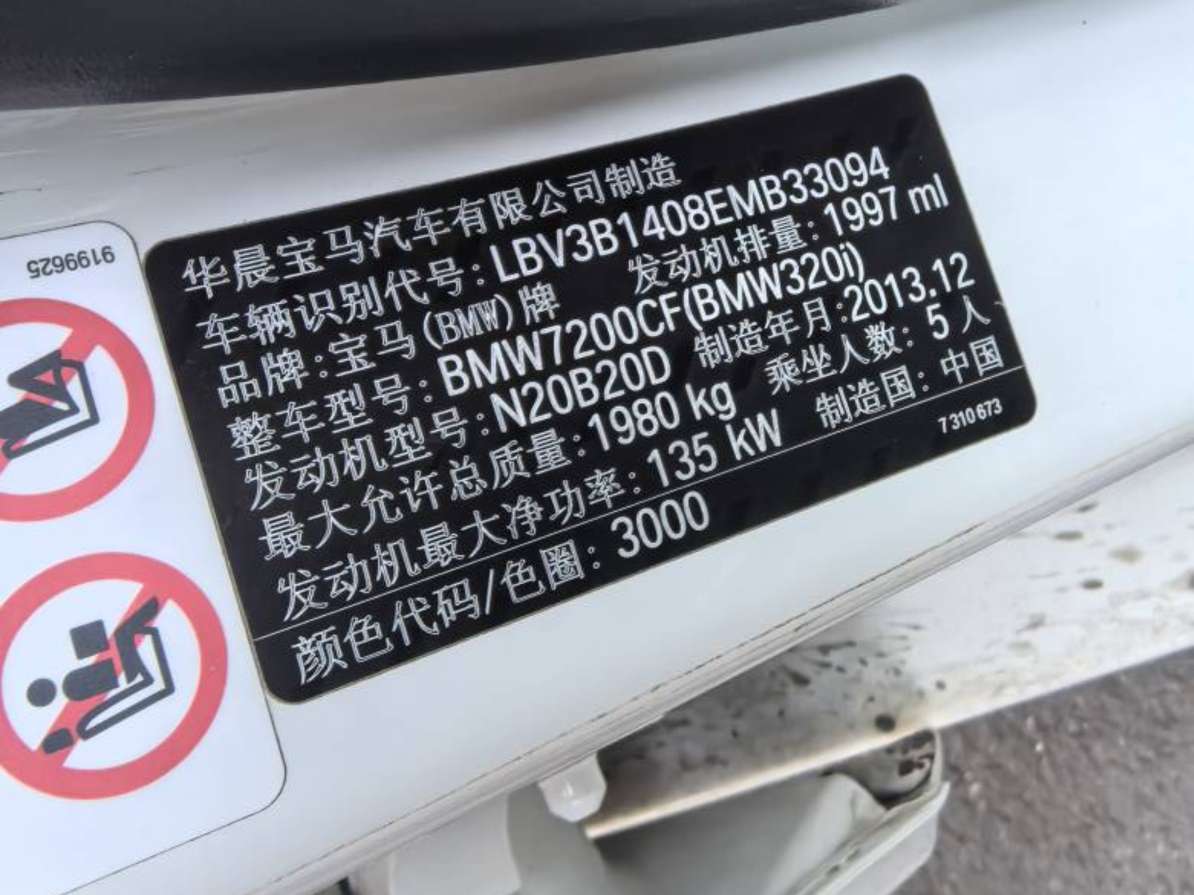 华晨宝马汽车有限公司制造
车辆识别代号: LBV3B1408EMB33094
品牌:宝马(BMW)牌 发动机排量: 1997 ml
整车型号: BMW7200CF(BMW320i)
发动机型号: N20B20D 制造年月:2013.12
最大允许总质量: 1980 kg 乘坐人数: 5 人
发动机最大净功率: 135 kW 制造国: 中国
7310673
颜色代码/色圈: 3000
9199625